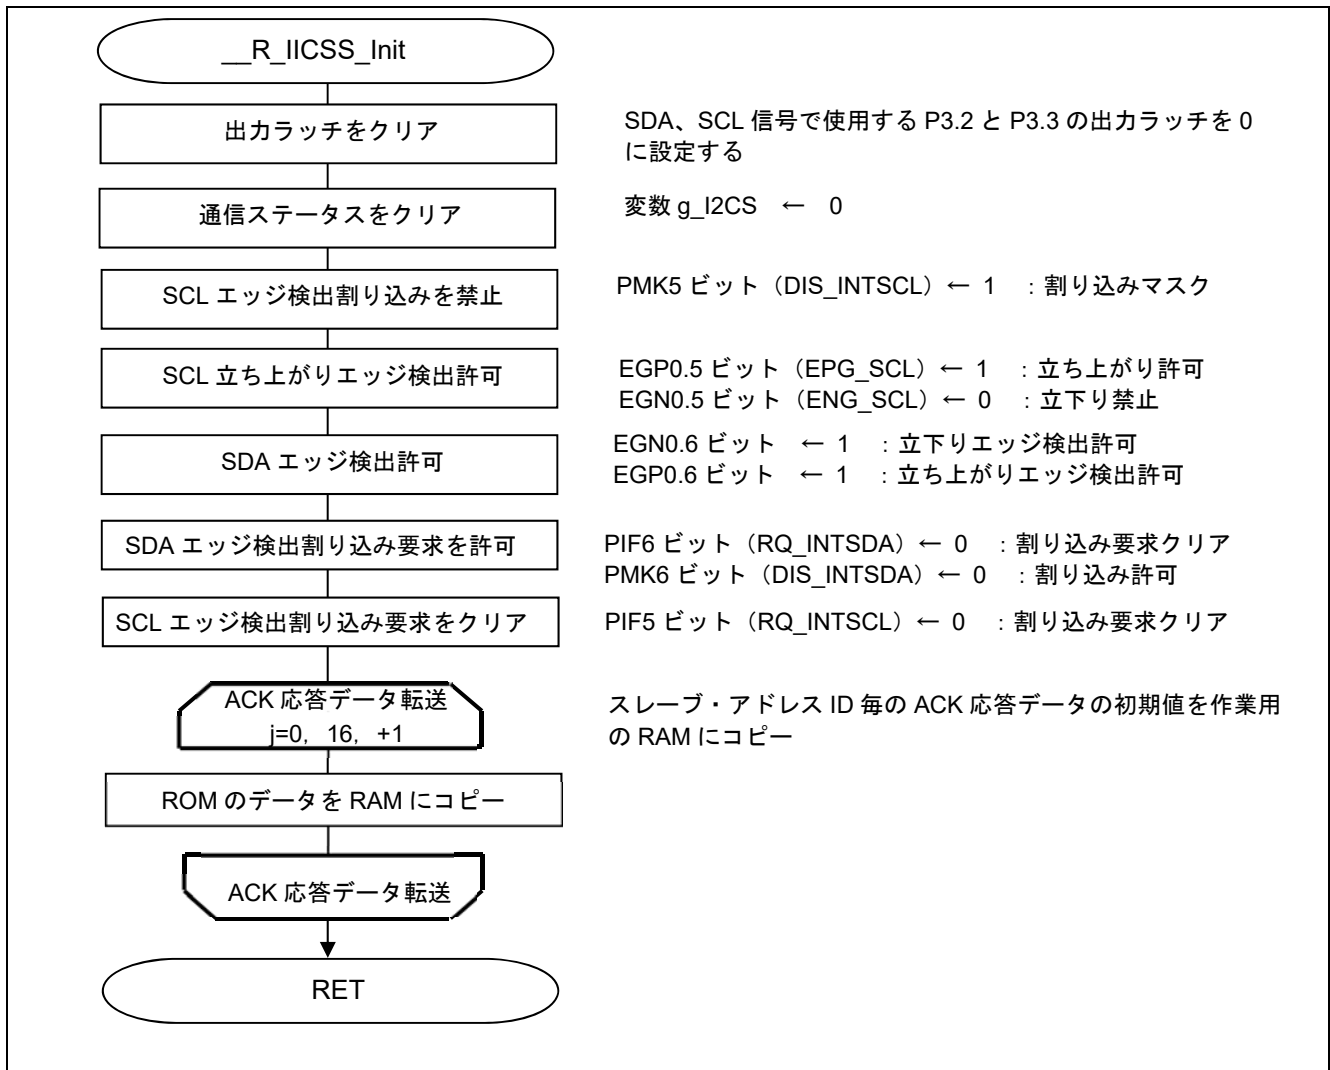 __R_IICSS_Init
出力ラッチをクリア
SDA、SCL 信号で使用する P3.2 と P3.3 の出力ラッチを 0
に設定する
通信ステータスをクリア
変数 g_I2CS ← 0
SCL エッジ検出割り込みを禁止
PMK5 ビット（DIS_INTSCL）← 1 ：割り込みマスク
SCL 立ち上がりエッジ検出許可
EGP0.5 ビット（EPG_SCL）← 1 ：立ち上がり許可
EGN0.5 ビット（ENG_SCL）← 0 ：立下り禁止
SDA エッジ検出許可
EGN0.6 ビット ← 1 ：立下りエッジ検出許可
EGP0.6 ビット ← 1 ：立ち上がりエッジ検出許可
SDA エッジ検出割り込み要求を許可
PIF6 ビット（RQ_INTSDA）← 0 ：割り込み要求クリア
PMK6 ビット（DIS_INTSDA）← 0 ：割り込み許可
SCL エッジ検出割り込み要求をクリア
PIF5 ビット（RQ_INTSCL）← 0 ：割り込み要求クリア
ACK 応答データ転送
j=0, 16, +1
スレーブ・アドレス ID 毎の ACK 応答データの初期値を作業用
の RAM にコピー
ROM のデータを RAM にコピー
ACK 応答データ転送
RET